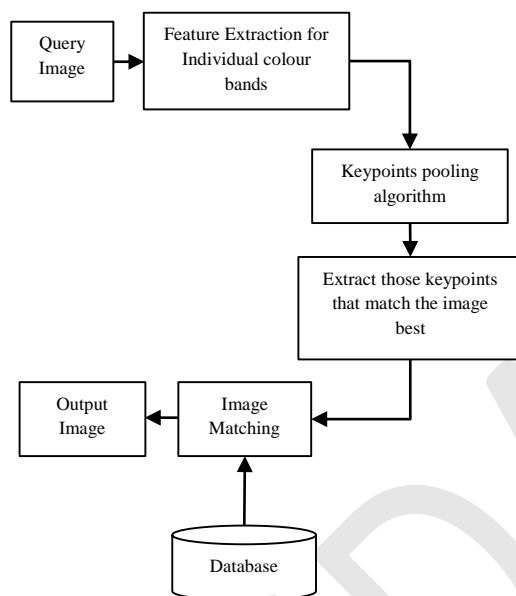 Query
Image
Feature Extraction for
Individual colour
bands
Keypoints pooling
algorithm
Extract those keypoints
that match the image
best
Output
Image
Image
Matching
Database